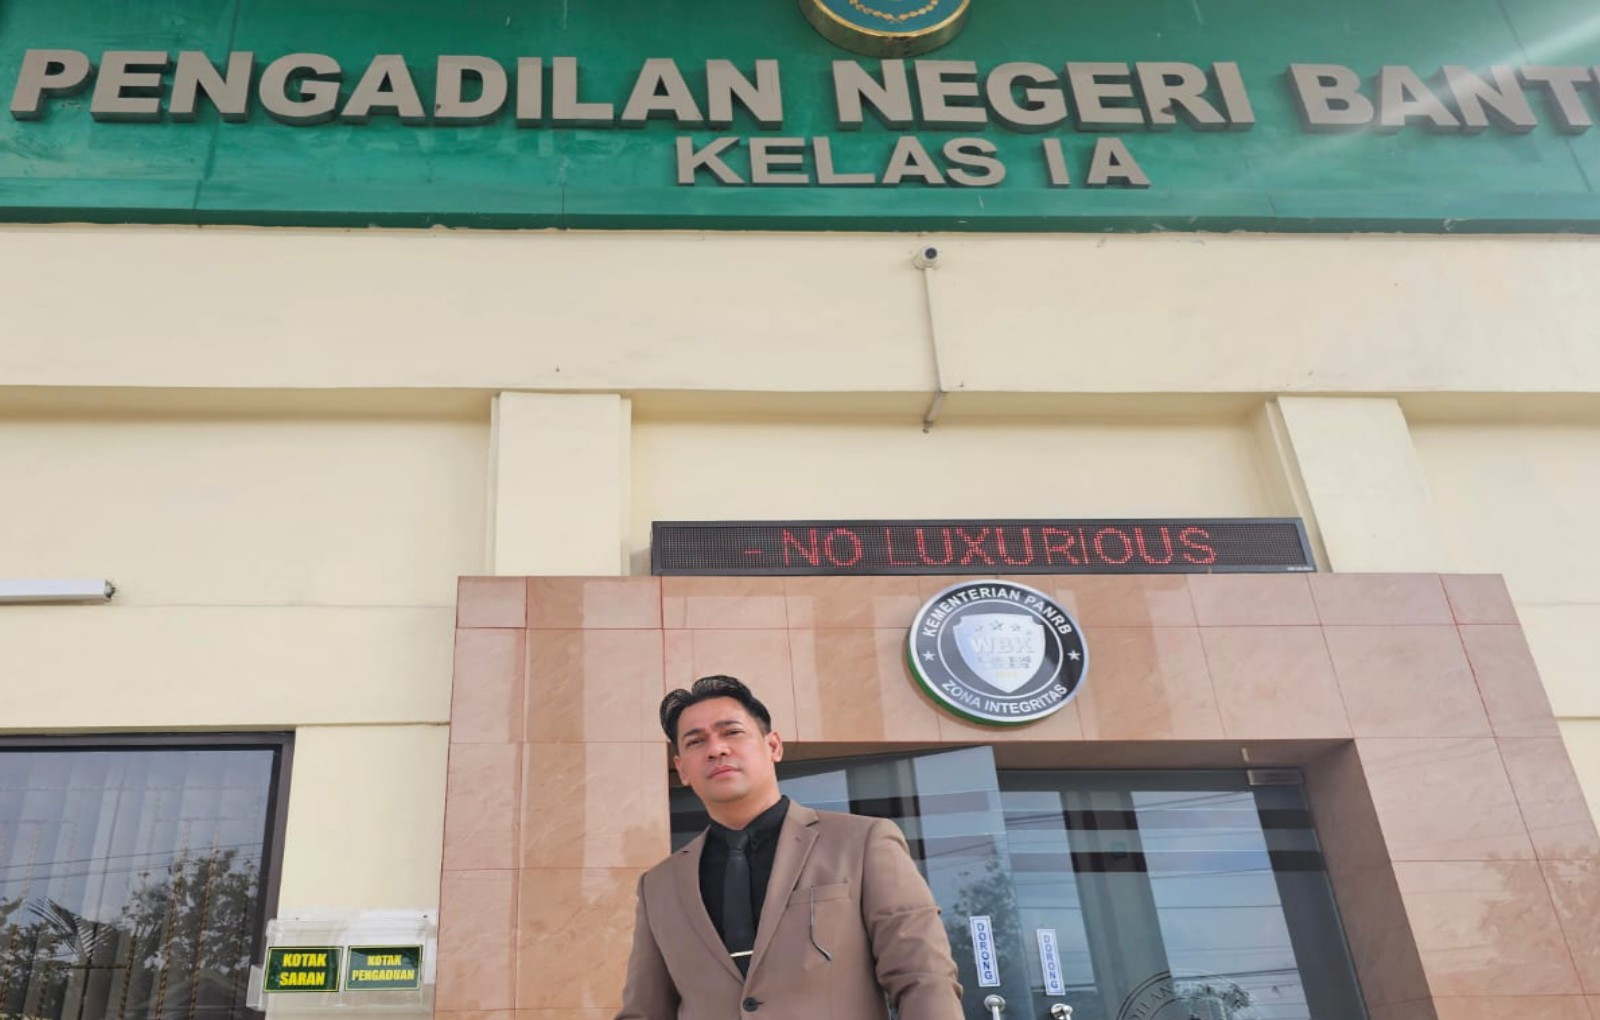 PENGADILAN NEGERI BANT
KELAS IA
- NO LUXURIOUS
KEMENTERIAN PANRB
WBK
ZONA INTEGRITAS
KOTAK
SARAN
KOTAK
PENGADUAN
DORONG
DORONG